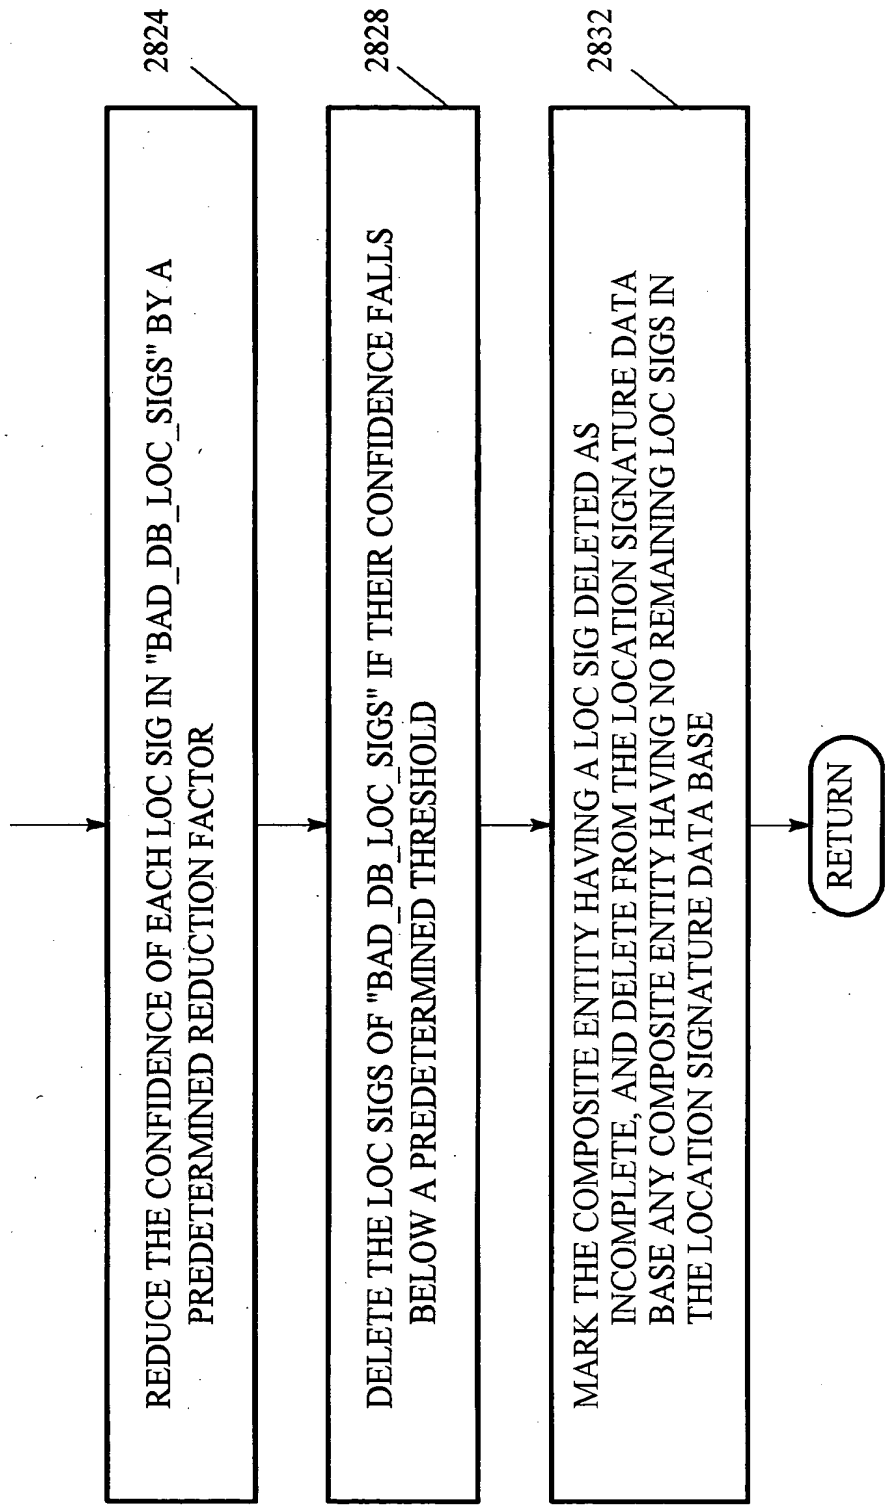 2824
REDUCE THE CONFIDENCE OF EACH LOC SIG IN "BAD_DB_LOC_SIGS" BY A
PREDETERMINED REDUCTION FACTOR
2828
DELETE THE LOC SIGS OF "BAD_DB_LOC_SIGS" IF THEIR CONFIDENCE FALLS
BELOW A PREDETERMINED THRESHOLD
2832
MARK THE COMPOSITE ENTITY HAVING A LOC SIG DELETED AS
INCOMPLETE, AND DELETE FROM THE LOCATION SIGNATURE DATA
BASE ANY COMPOSITE ENTITY HAVING NO REMAINING LOC SIGS IN
THE LOCATION SIGNATURE DATA BASE
RETURN